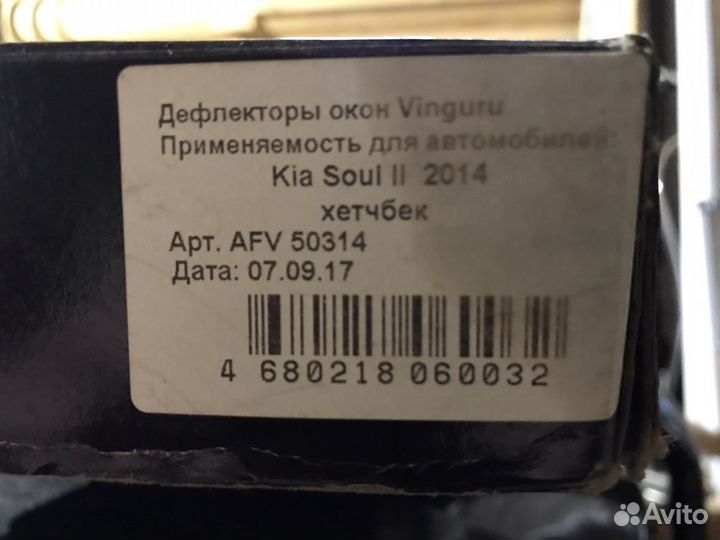 Дефлекторы окон Vinguru
Применяемость для автомобилей:
Kia Soul II 2014
хетчбек
Арт. AFV 50314
Дата: 07.09.17
4 680218 060032
Avito